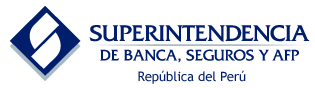 SUPERINTENDENCIA
DE BANCA, SEGUROS Y AFP
República del Perú